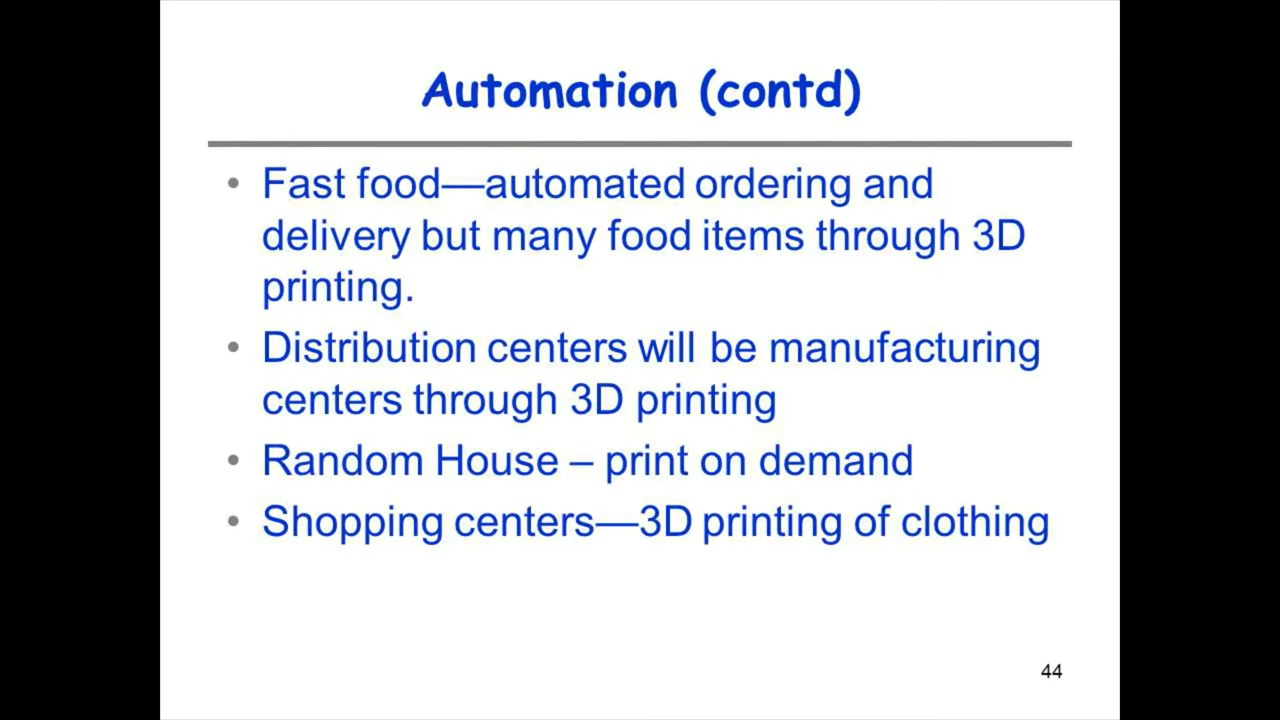 Automation (contd)
• Fast food—automated ordering and
delivery but many food items through 3D
printing.
• Distribution centers will be manufacturing
centers through 3D printing
• Random House – print on demand
• Shopping centers—3D printing of clothing
44